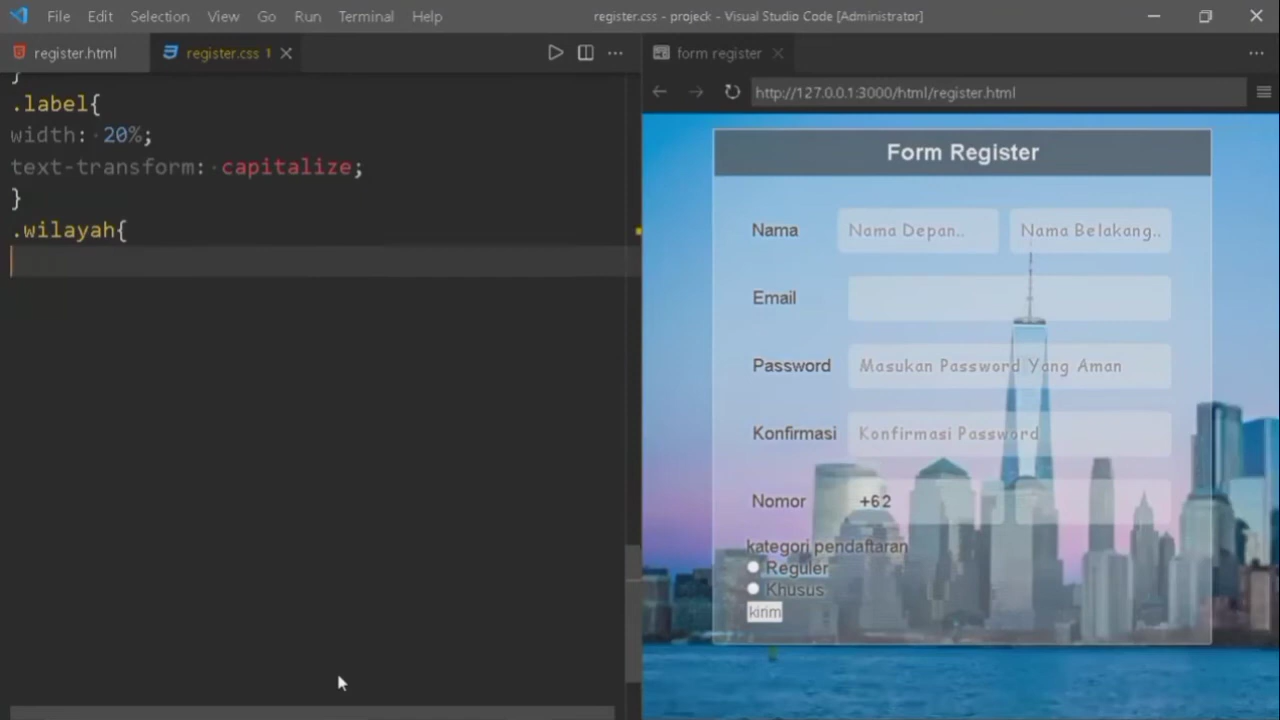 File Edit Selection View Go Run Terminal Help register.css - projeck - Visual Studio Code [Administrator]
register.html register.css 1 form register
http://127.0.0.1:3000/html/register.html
}
.label{
width: 20%;
text-transform: capitalize;
}
.wilayah{
Form Register
Nama Nama Depan.. Nama Belakang..
Email
Password Masukan Password Yang Aman
Konfirmasi Konfirmasi Password
Nomor +62
kategori pendaftaran
Reguler
Khusus
kirim